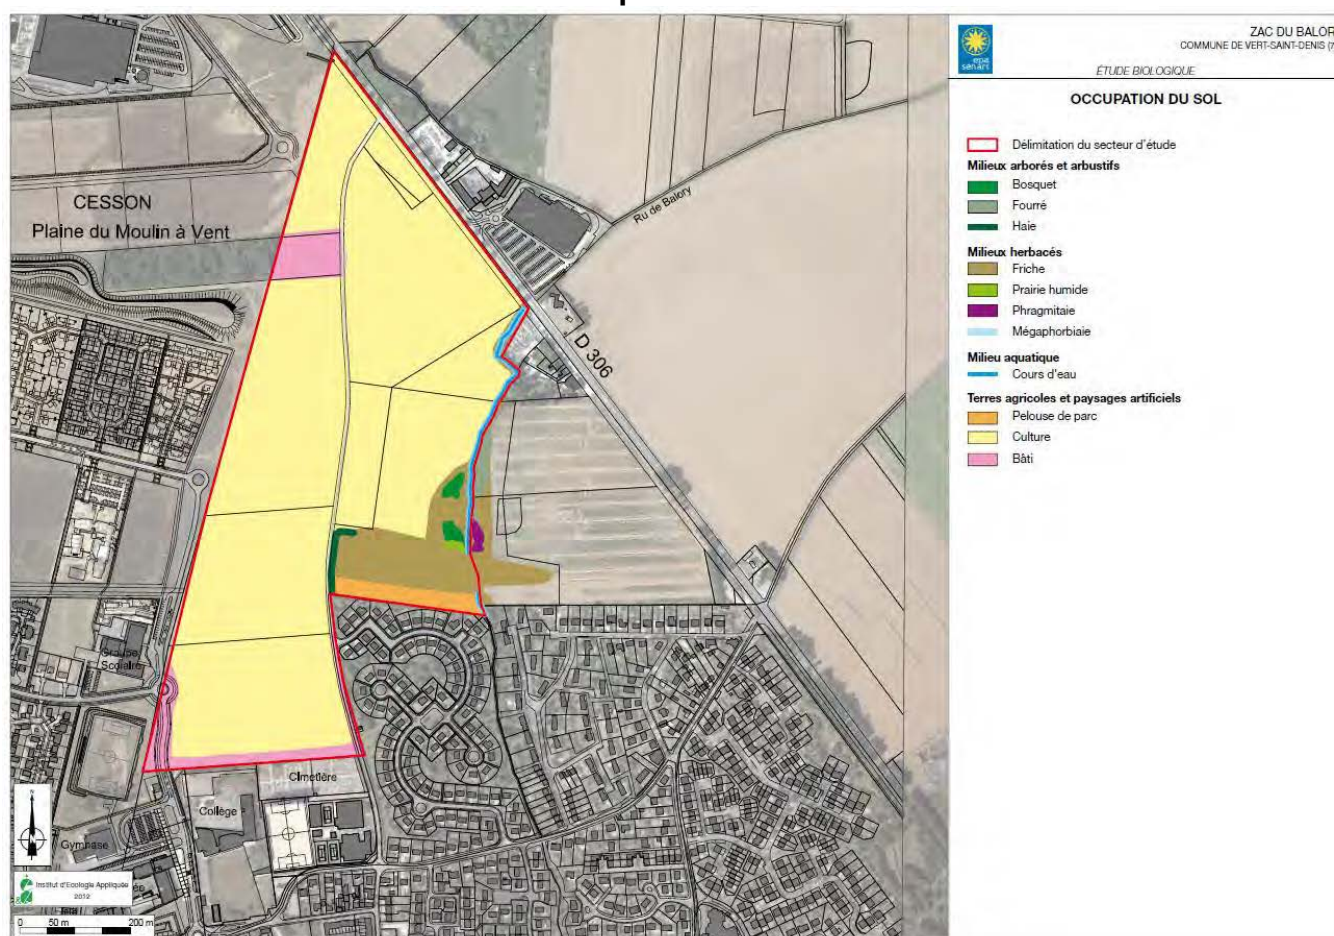 ZAC DU BALOR
COMMUNE DE VERT-SAINT-DENIS (7
epa
sénart
ÉTUDE BIOLOGIQUE
OCCUPATION DU SOL
Délimitation du secteur d'étude
Milieux arborés et arbustifs
Bosquet
Fourré
Haie
Milieux herbacés
Friche
Prairie humide
Phragmitaie
Mégaphorbiaie
Milieu aquatique
Cours d'eau
Terres agricoles et paysages artificiels
Pelouse de parc
Culture
Bâti
CESSON
Plaine du Moulin à Vent
Ru de Balory
D 306
Groupe
Scolaire
Cimetière
Collège
Gymnase
N
Institut d'Ecologie Appliquée
2012
0 50 m 200 m